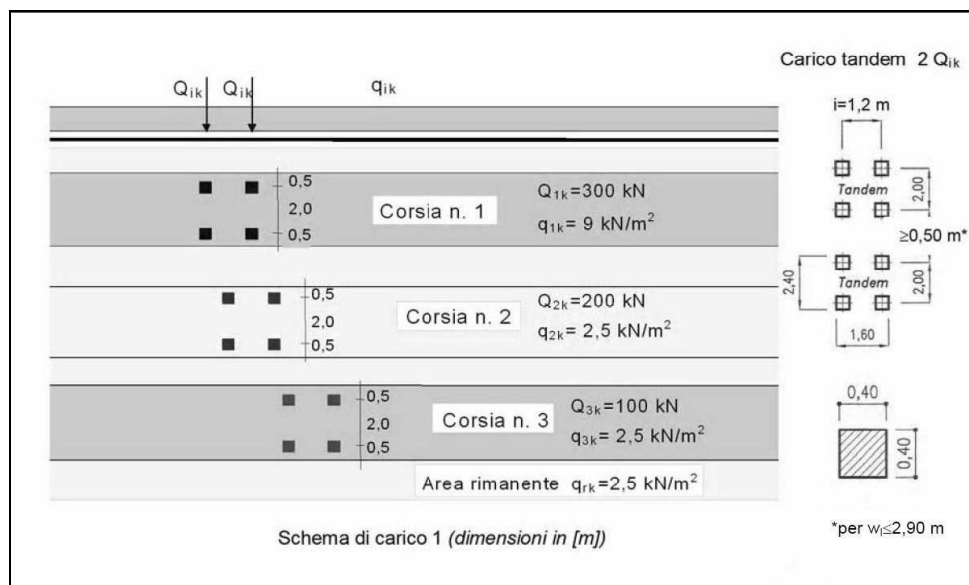 Carico tandem 2 Qik
Qik Qik qik
i=1,2 m
0,5
2,0
0,5
Corsia n. 1
Q1k=300 kN
q1k= 9 kN/m²
Tandem
2,00
≥0,50 m*
2,40
Tandem
2,00
1,60
0,5
2,0
0,5
Corsia n. 2
Q2k=200 kN
q2k= 2,5 kN/m²
0,5
2,0
0,5
Corsia n. 3
Q3k=100 kN
q3k= 2,5 kN/m²
0,40
0,40
Area rimanente qrk=2,5 kN/m²
Schema di carico 1 (dimensioni in [m])
*per wl≤2,90 m